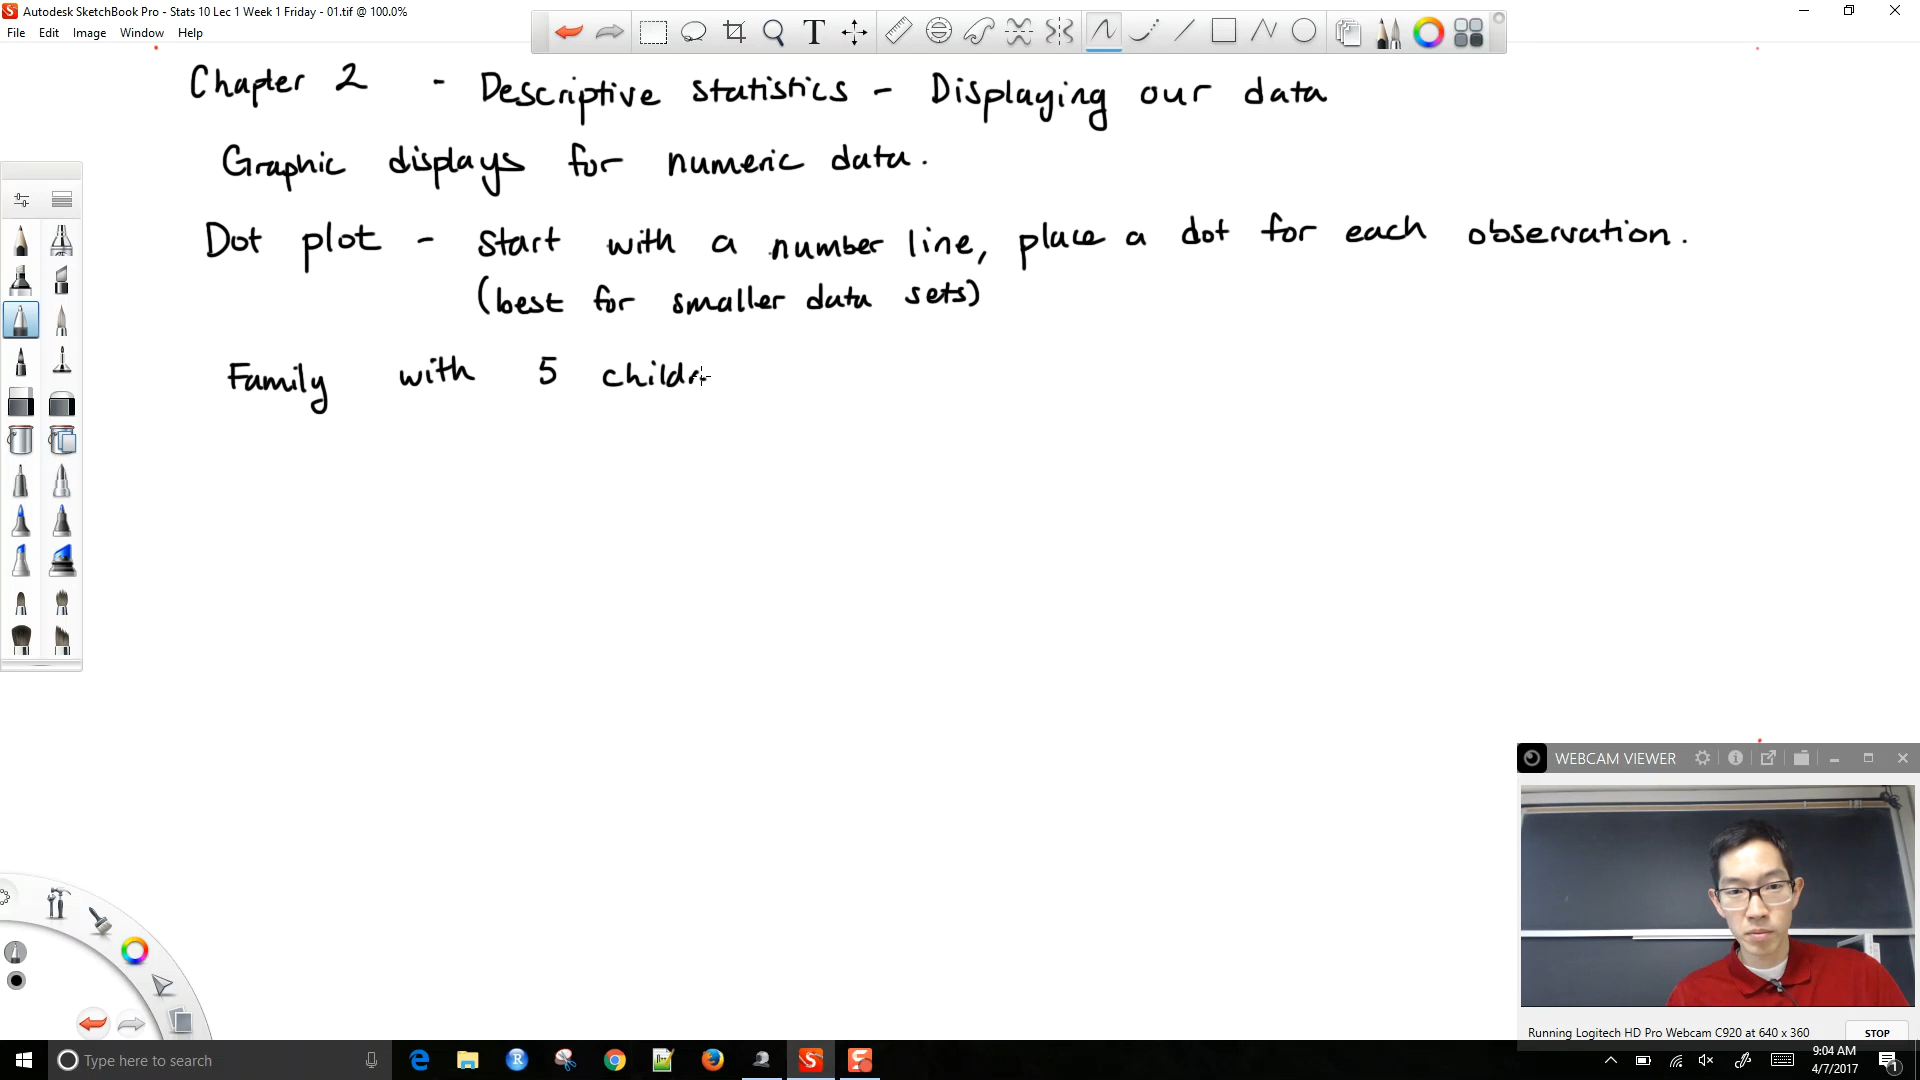 Autodesk SketchBook Pro - Stats 10 Lec 1 Week 1 Friday - 01.tif @ 100.0%
File Edit Image Window Help
Chapter 2 - Descriptive statistics - Displaying our data
Graphic displays for numeric data.
Dot plot - start with a number line, place a dot for each observation.
(best for smaller data sets)
Family with 5 childr
WEBCAM VIEWER
Running Logitech HD Pro Webcam C920 at 640 x 360
STOP
Type here to search
9:04 AM
4/7/2017